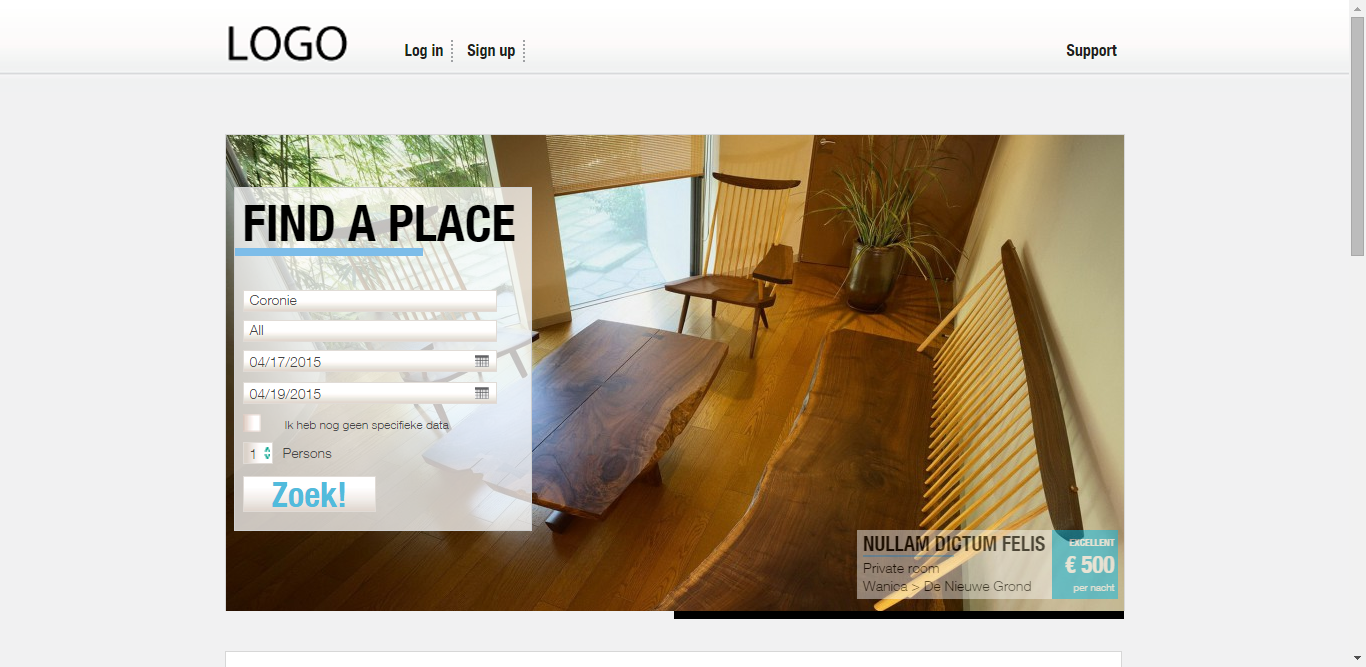 LOGO
Log in
Sign up
Support
FIND A PLACE
Coronie
All
04/17/2015
04/19/2015
Ik heb nog geen specifieke data
1
Persons
Zoek!
NULLAM DICTUM FELIS
Private room
Wanica > De Nieuwe Grond
EXCELLENT
€ 500
per nacht